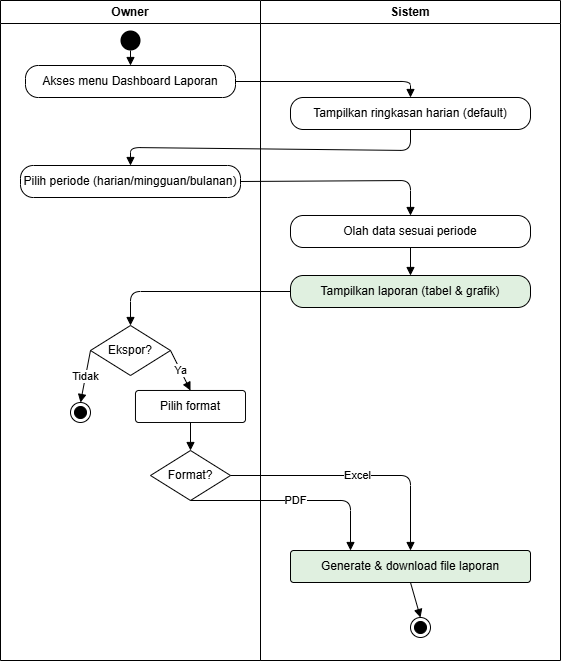 Owner
Sistem
Akses menu Dashboard Laporan
Tampilkan ringkasan harian (default)
Pilih periode (harian/mingguan/bulanan)
Olah data sesuai periode
Tampilkan laporan (tabel & grafik)
Ekspor?
Tidak
Ya
Pilih format
Format?
Excel
PDF
Generate & download file laporan